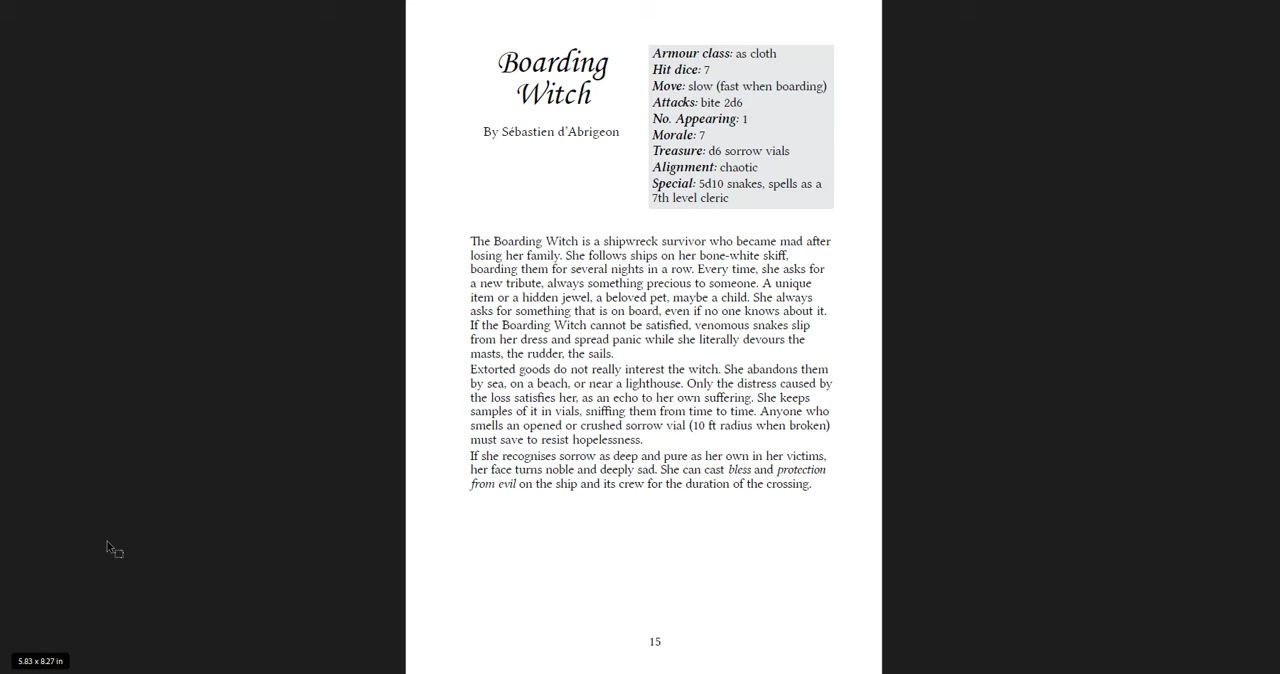 Boarding
Witch
By Sébastien d'Abrigeon
Armour class: as cloth
Hit dice: 7
Move: slow (fast when boarding)
Attacks: bite 2d6
No. Appearing: 1
Morale: 7
Treasure: d6 sorrow vials
Alignment: chaotic
Special: 5d10 snakes, spells as a
7th level cleric
The Boarding Witch is a shipwreck survivor who became mad after
losing her family. She follows ships on her bone-white skiff,
boarding them for several nights in a row. Every time, she asks for
a new tribute, always something precious to someone. A unique
item or a hidden jewel, a beloved pet, maybe a child. She always
asks for something that is on board, even if no one knows about it.
If the Boarding Witch cannot be satisfied, venomous snakes slip
from her dress and spread panic while she literally devours the
masts, the rudder, the sails.
Extorted goods do not really interest the witch. She abandons them
by sea, on a beach, or near a lighthouse. Only the distress caused by
the loss satisfies her, as an echo to her own suffering. She keeps
samples of it in vials, sniffing them from time to time. Anyone who
smells an opened or crushed sorrow vial (10 ft radius when broken)
must save to resist hopelessness.
If she recognises sorrow as deep and pure as her own in her victims,
her face turns noble and deeply sad. She can cast bless and protection
from evil on the ship and its crew for the duration of the crossing.
15
5.83 x 8.27 in